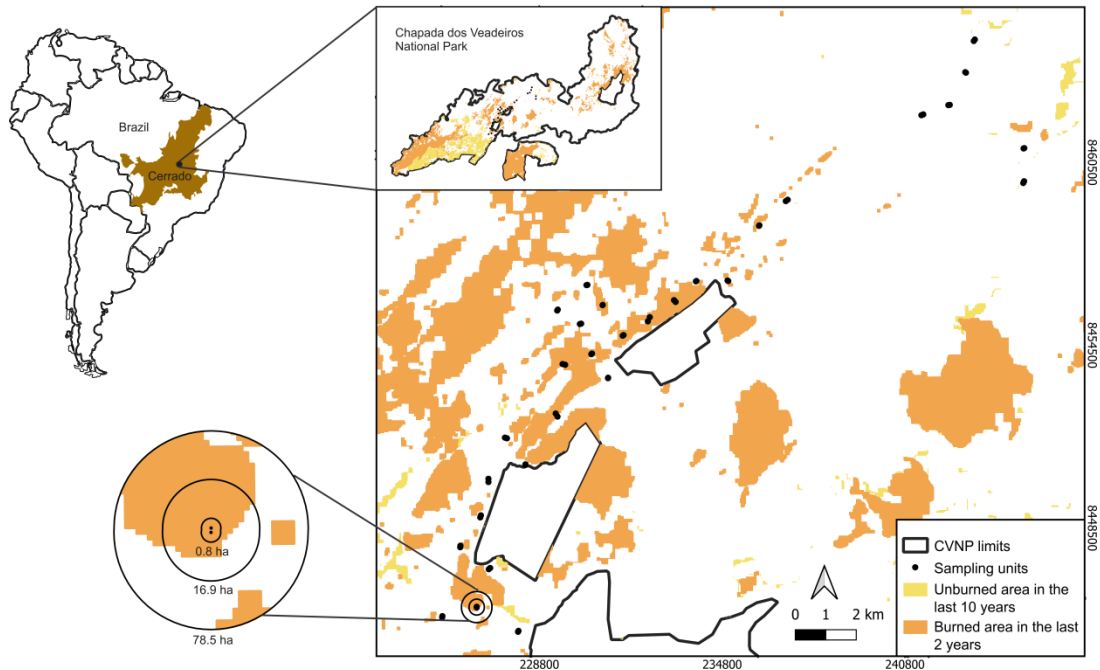 Chapada dos Veadeiros
National Park
Brazil
Cerrado
8460500
8454500
848500
0.8 ha
16.9 ha
78.5 ha
CVNP limits
Sampling units
Unburned area in the
last 10 years
Burned area in the last
2 years
0 1 2 km
228800
234800
240800